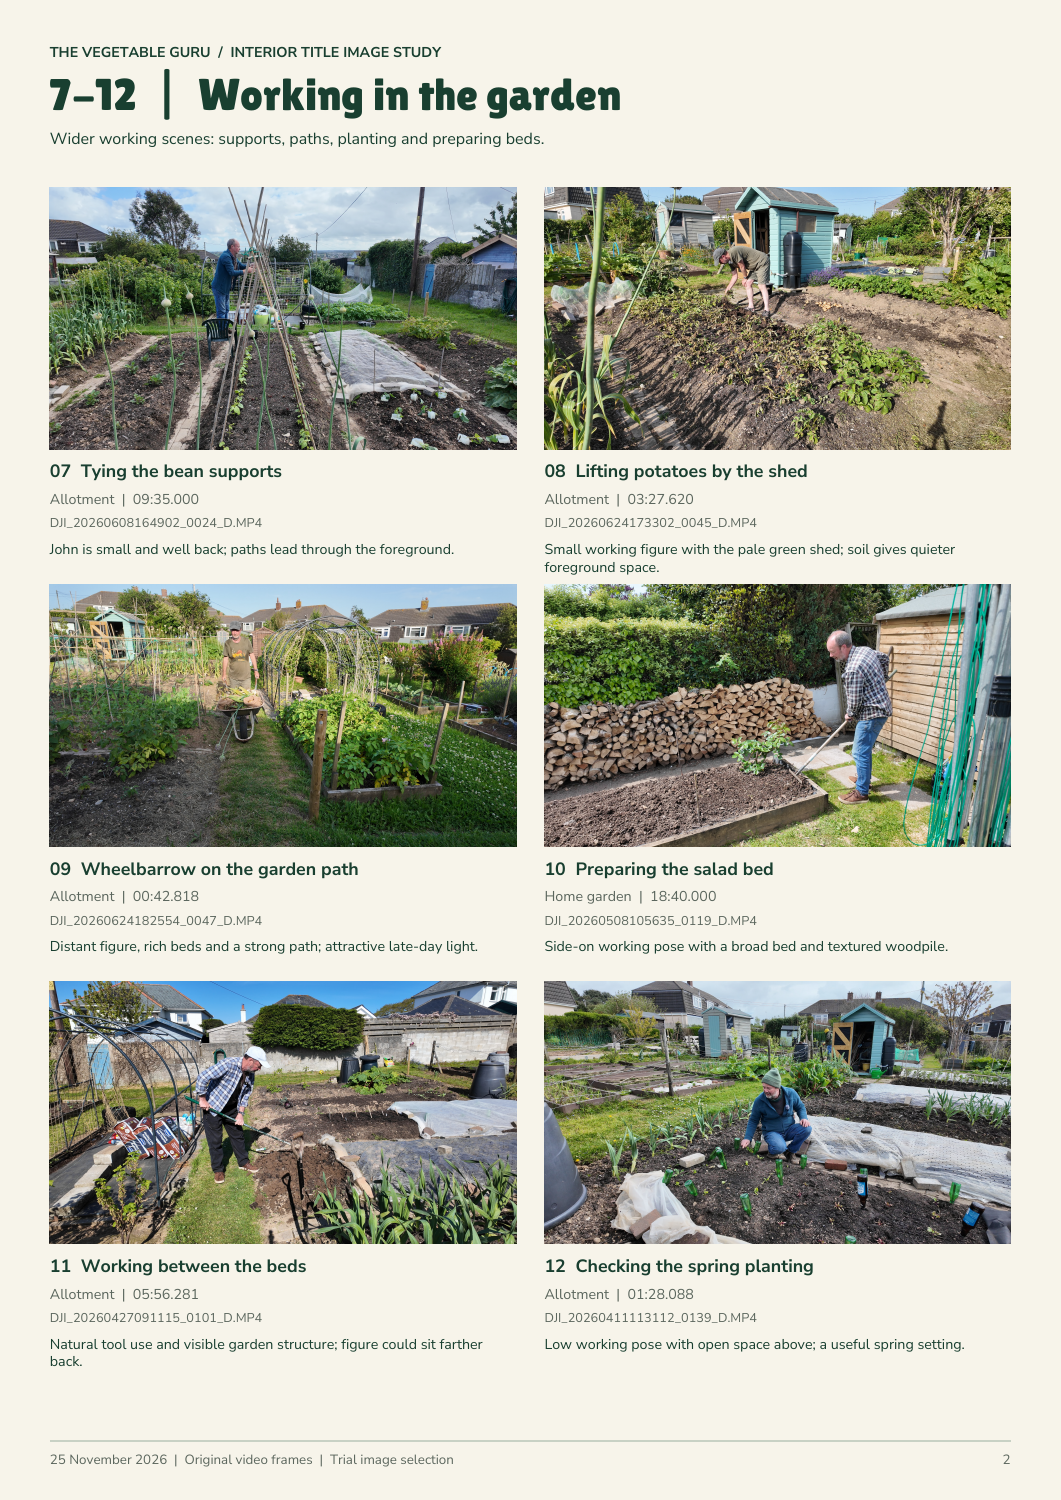 THE VEGETABLE GURU / INTERIOR TITLE IMAGE STUDY
7–12 | Working in the garden
Wider working scenes: supports, paths, planting and preparing beds.
07 Tying the bean supports
Allotment | 09:35.000
DJI_20260608164902_0024_D.MP4
John is small and well back; paths lead through the foreground.
08 Lifting potatoes by the shed
Allotment | 03:27.620
DJI_20260624173302_0045_D.MP4
Small working figure with the pale green shed; soil gives quieter
foreground space.
09 Wheelbarrow on the garden path
Allotment | 00:42.818
DJI_20260624182554_0047_D.MP4
Distant figure, rich beds and a strong path; attractive late-day light.
10 Preparing the salad bed
Home garden | 18:40.000
DJI_20260508105635_0119_D.MP4
Side-on working pose with a broad bed and textured woodpile.
11 Working between the beds
Allotment | 05:56.281
DJI_20260427091115_0101_D.MP4
Natural tool use and visible garden structure; figure could sit farther
back.
12 Checking the spring planting
Allotment | 01:28.088
DJI_20260411113112_0139_D.MP4
Low working pose with open space above; a useful spring setting.
25 November 2026 | Original video frames | Trial image selection
2